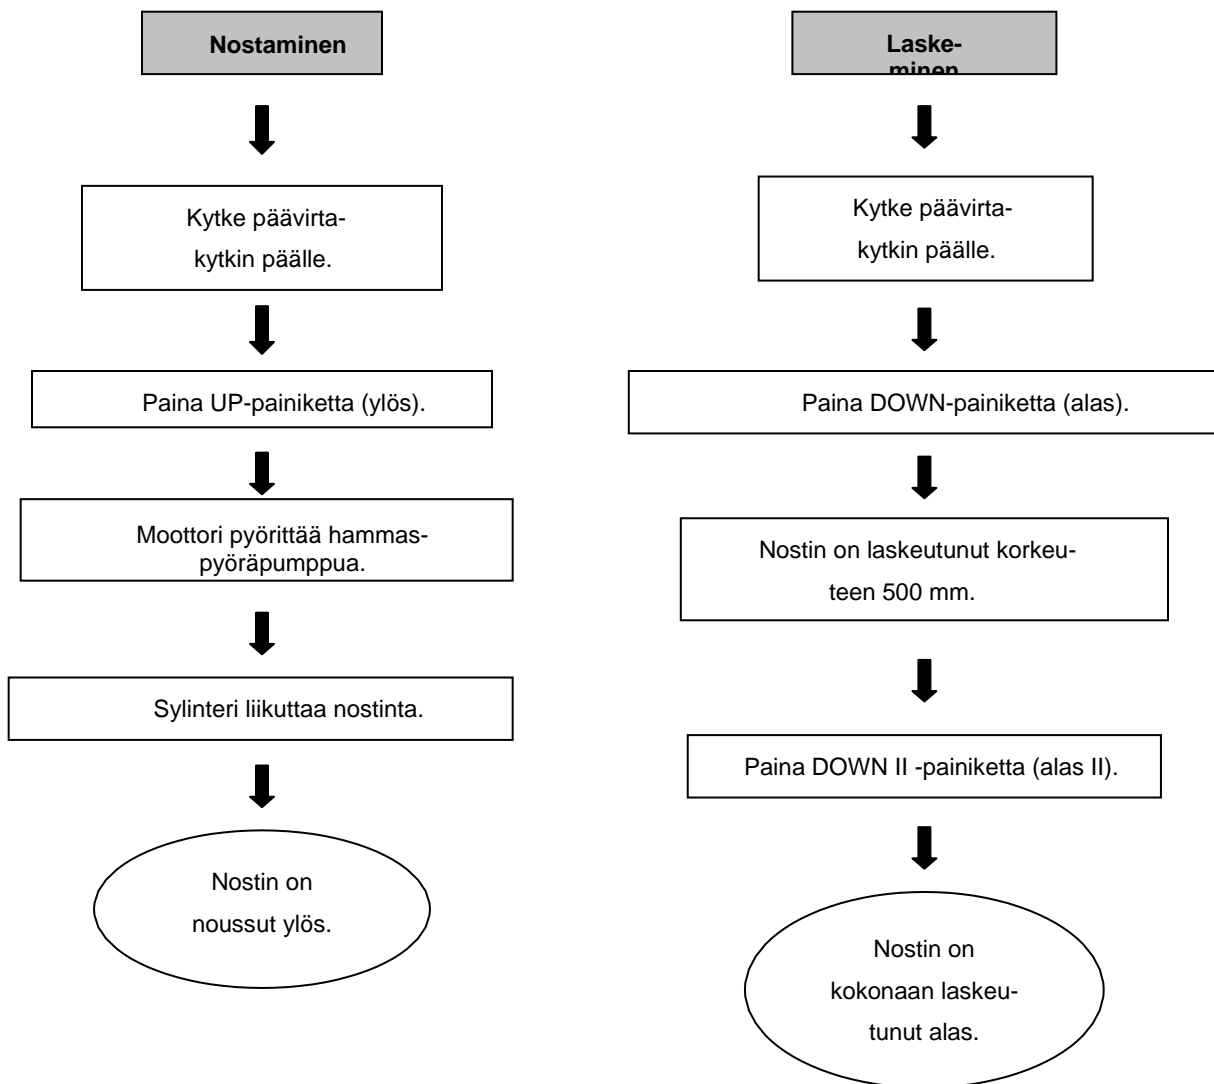 Nostaminen
Kytke päävirta-
kytkin päälle.
Paina UP-painiketta (ylös).
Moottori pyörittää hammas-
pyöräpumppua.
Sylinteri liikuttaa nostinta.
Nostin on
noussut ylös.
Laske-
minen
Kytke päävirta-
kytkin päälle.
Paina DOWN-painiketta (alas).
Nostin on laskeutunut korkeu-
teen 500 mm.
Paina DOWN II -painiketta (alas II).
Nostin on
kokonaan laskeu-
tunut alas.